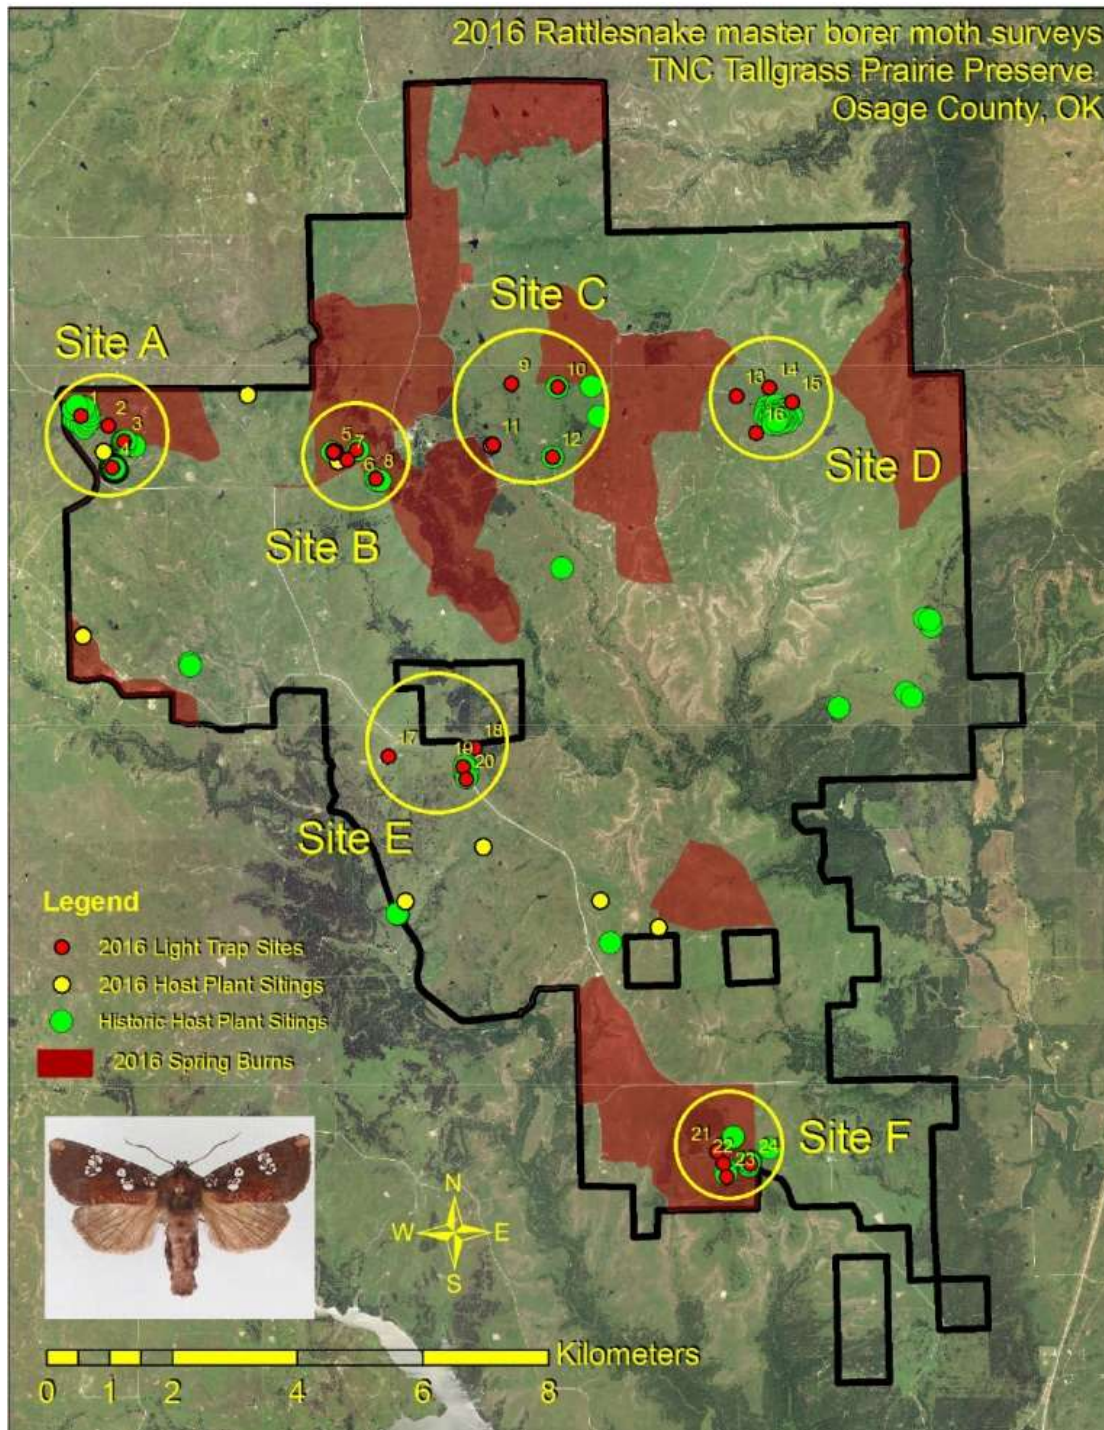 2016 Rattlesnake master borer moth surveys
TNC Tallgrass Prairie Preserve
Osage County, OK
Site C
Site A
9
10
13
14
15
1
2
3
4
5
7
6
8
11
12
16
Site D
Site B
17
18
19
20
Site E
Legend
2016 Light Trap Sites
2016 Host Plant Sitings
Historic Host Plant Sitings
2016 Spring Burns
21
22
23
24
Site F
N
W
E
S
Kilometers
0 1 2 4 6 8